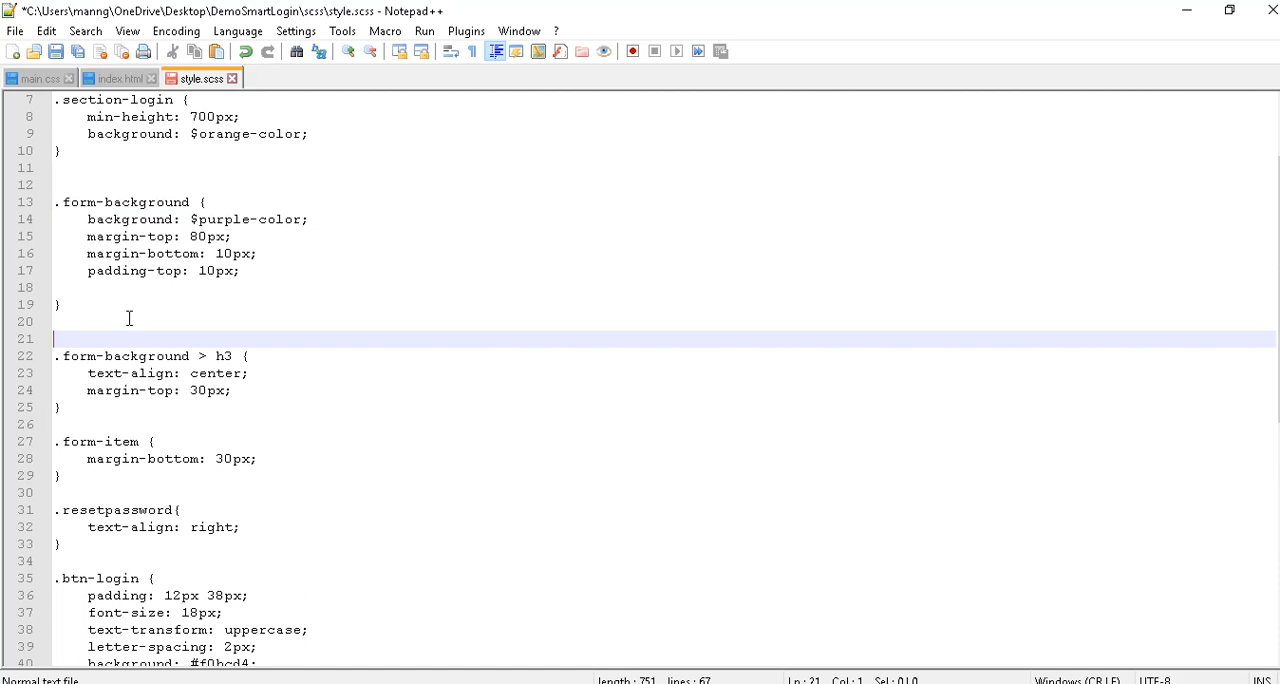 *C:\Users\manng\OneDrive\Desktop\DemoSmartLogin\scss\style.scss - Notepad++
File Edit Search View Encoding Language Settings Tools Macro Run Plugins Window ?
main.css index.html style.scss
7 .section-login {
8 min-height: 700px;
9 background: $orange-color;
10 }
11
12
13 .form-background {
14 background: $purple-color;
15 margin-top: 80px;
16 margin-bottom: 10px;
17 padding-top: 10px;
18
19 }
20
21
22 .form-background > h3 {
23 text-align: center;
24 margin-top: 30px;
25 }
26
27 .form-item {
28 margin-bottom: 30px;
29 }
30
31 .resetpassword{
32 text-align: right;
33 }
34
35 .btn-login {
36 padding: 12px 38px;
37 font-size: 18px;
38 text-transform: uppercase;
39 letter-spacing: 2px;
40 background: #f0bcd4;
Normal text file length : 751 lines : 67 Ln : 21 Col : 1 Sel : 0 | 0 Windows (CR LF) UTF-8 INS